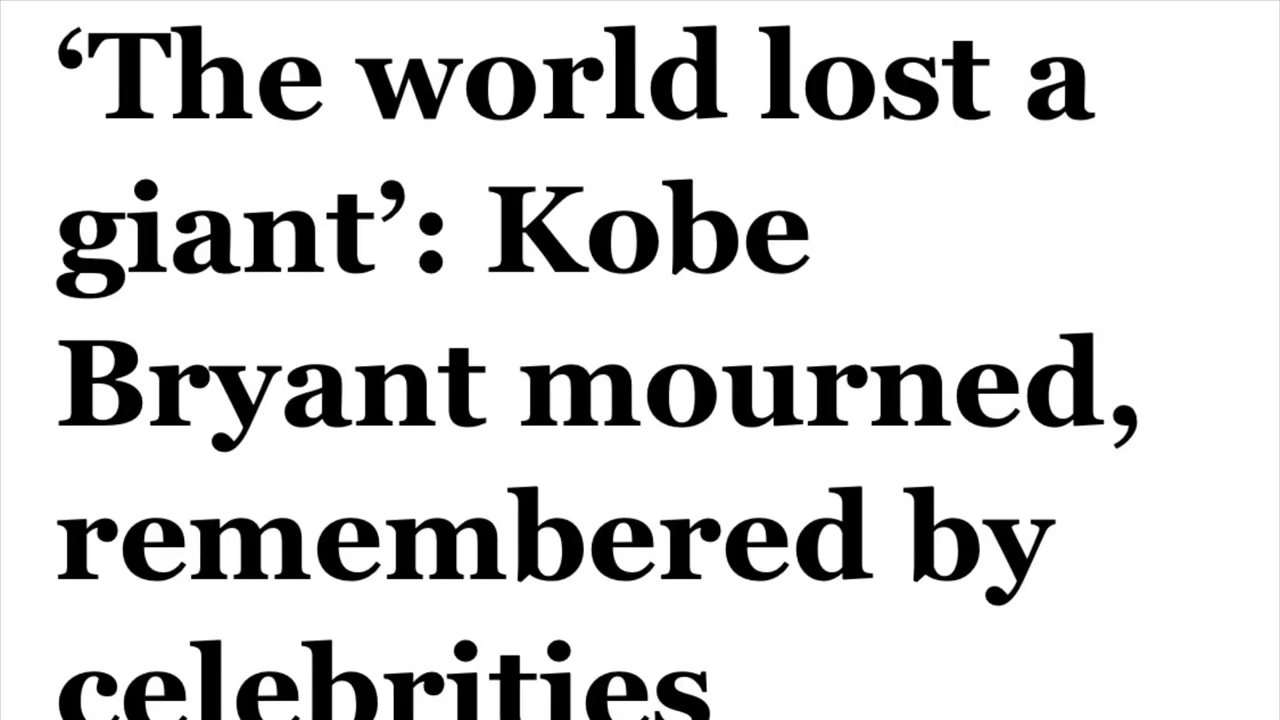 ‘The world lost a
giant’: Kobe
Bryant mourned,
remembered by
celebrities